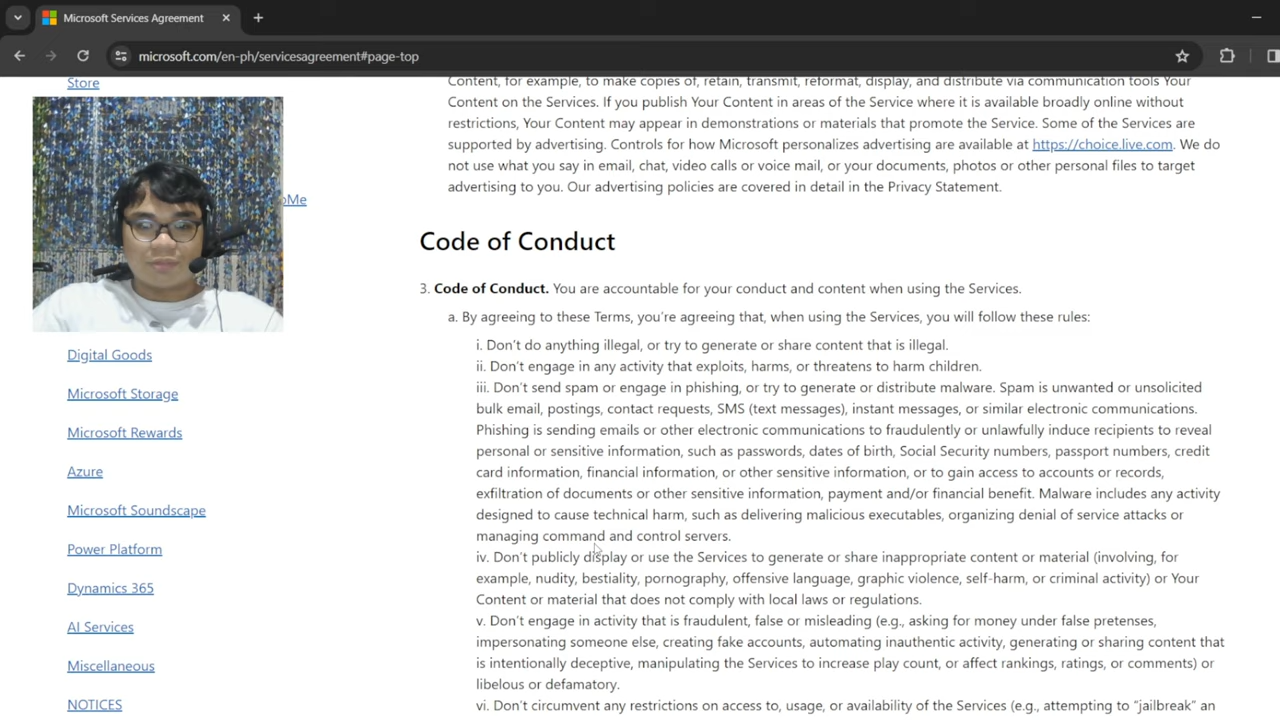 Microsoft Services Agreement
microsoft.com/en-ph/servicesagreement#page-top
Store
oMe
Digital Goods
Microsoft Storage
Microsoft Rewards
Azure
Microsoft Soundscape
Power Platform
Dynamics 365
AI Services
Miscellaneous
NOTICES
Content, for example, to make copies of, retain, transmit, reformat, display, and distribute via communication tools Your
Content on the Services. If you publish Your Content in areas of the Service where it is available broadly online without
restrictions, Your Content may appear in demonstrations or materials that promote the Service. Some of the Services are
supported by advertising. Controls for how Microsoft personalizes advertising are available at https://choice.live.com. We do
not use what you say in email, chat, video calls or voice mail, or your documents, photos or other personal files to target
advertising to you. Our advertising policies are covered in detail in the Privacy Statement.
Code of Conduct
3. Code of Conduct. You are accountable for your conduct and content when using the Services.
a. By agreeing to these Terms, you’re agreeing that, when using the Services, you will follow these rules:
i. Don’t do anything illegal, or try to generate or share content that is illegal.
ii. Don’t engage in any activity that exploits, harms, or threatens to harm children.
iii. Don’t send spam or engage in phishing, or try to generate or distribute malware. Spam is unwanted or unsolicited
bulk email, postings, contact requests, SMS (text messages), instant messages, or similar electronic communications.
Phishing is sending emails or other electronic communications to fraudulently or unlawfully induce recipients to reveal
personal or sensitive information, such as passwords, dates of birth, Social Security numbers, passport numbers, credit
card information, financial information, or other sensitive information, or to gain access to accounts or records,
exfiltration of documents or other sensitive information, payment and/or financial benefit. Malware includes any activity
designed to cause technical harm, such as delivering malicious executables, organizing denial of service attacks or
managing command and control servers.
iv. Don’t publicly display or use the Services to generate or share inappropriate content or material (involving, for
example, nudity, bestiality, pornography, offensive language, graphic violence, self-harm, or criminal activity) or Your
Content or material that does not comply with local laws or regulations.
v. Don’t engage in activity that is fraudulent, false or misleading (e.g., asking for money under false pretenses,
impersonating someone else, creating fake accounts, automating inauthentic activity, generating or sharing content that
is intentionally deceptive, manipulating the Services to increase play count, or affect rankings, ratings, or comments) or
libelous or defamatory.
vi. Don’t circumvent any restrictions on access to, usage, or availability of the Services (e.g., attempting to “jailbreak” an